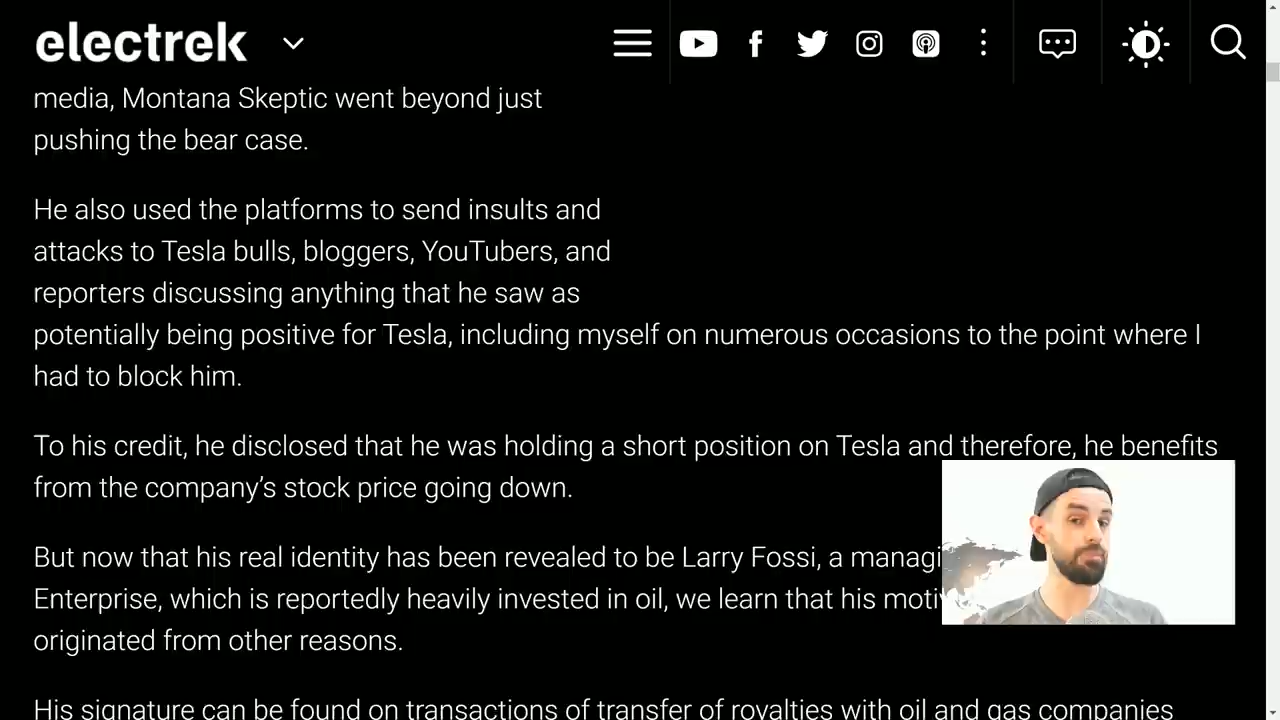 electrek
media, Montana Skeptic went beyond just
pushing the bear case.
He also used the platforms to send insults and
attacks to Tesla bulls, bloggers, YouTubers, and
reporters discussing anything that he saw as
potentially being positive for Tesla, including myself on numerous occasions to the point where I
had to block him.
To his credit, he disclosed that he was holding a short position on Tesla and therefore, he benefits
from the company’s stock price going down.
But now that his real identity has been revealed to be Larry Fossi, a
Enterprise, which is reportedly heavily invested in oil, we learn that his
originated from other reasons.
His signature can be found on transactions of transfer of royalties with oil and gas companies